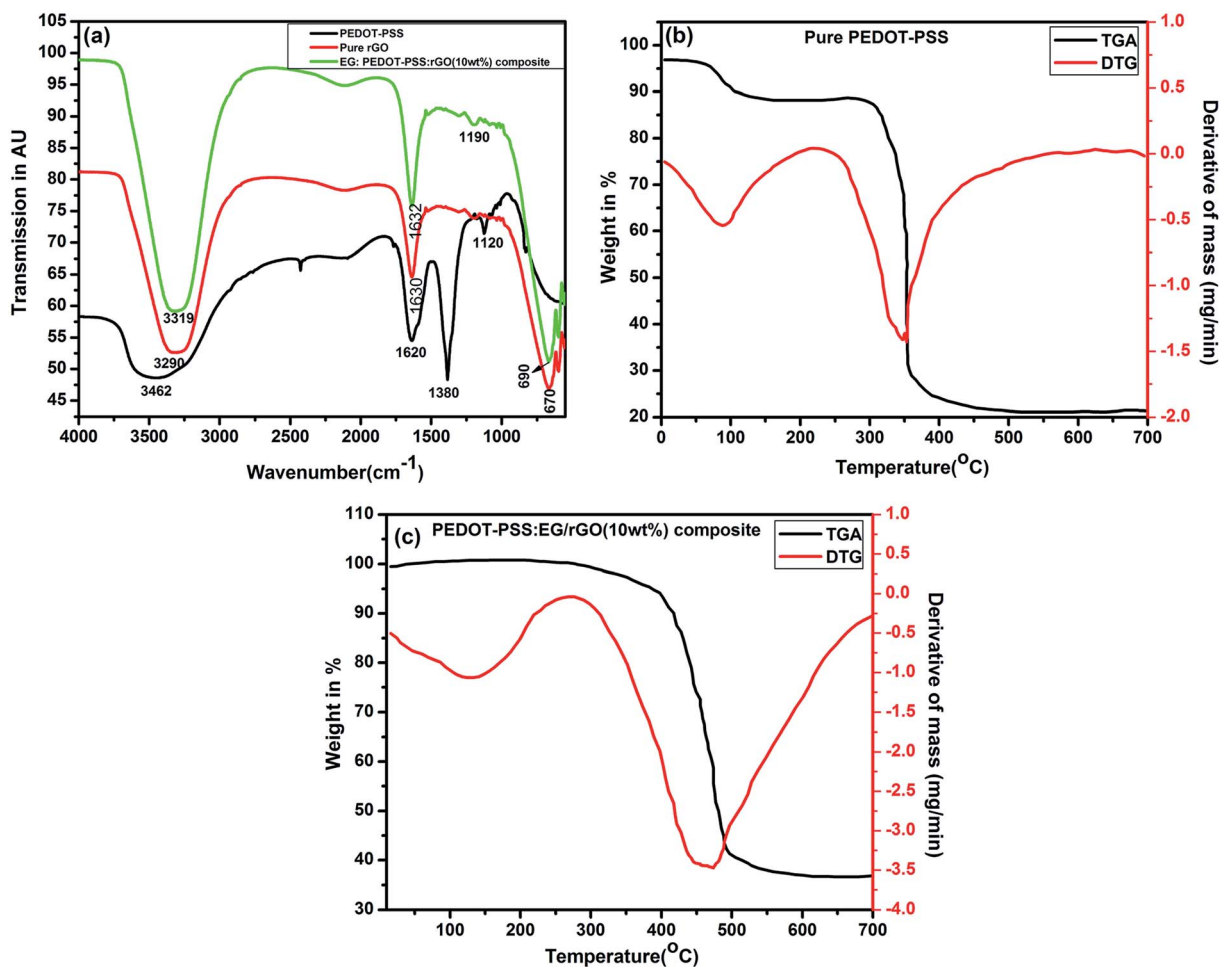 (a)
PEDOT-PSS
Pure rGO
EG: PEDOT-PSS:rGO(10wt%) composite
Transmission in AU
105
100
95
90
85
80
75
70
65
60
55
50
45
3319
3290
3462
1632
1630
1620
1380
1190
1120
690
670
4000 3500 3000 2500 2000 1500 1000
Wavenumber(cm-1)
(b)
Pure PEDOT-PSS
TGA
DTG
Weight in %
100
90
80
70
60
50
40
30
20
1.0
0.5
0.0
-0.5
-1.0
-1.5
-2.0
Derivative of mass (mg/min)
0 100 200 300 400 500 600 700
Temperature(oC)
(c)
PEDOT-PSS:EG/rGO(10wt%) composite
TGA
DTG
Weight in %
110
100
90
80
70
60
50
40
30
1.0
0.5
0.0
-0.5
-1.0
-1.5
-2.0
-2.5
-3.0
-3.5
-4.0
Derivative of mass (mg/min)
100 200 300 400 500 600 700
Temperature(oC)